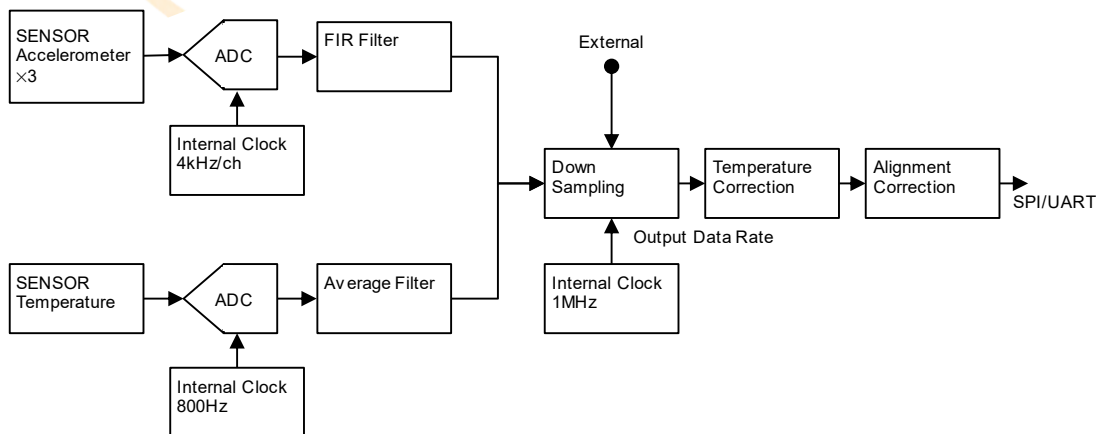 SENSOR
Accelerometer
×3
ADC
FIR Filter
Internal Clock
4kHz/ch
External
Down
Sampling
Temperature
Correction
Alignment
Correction
SPI/UART
Output Data Rate
Internal Clock
1MHz
SENSOR
Temperature
ADC
Average Filter
Internal Clock
800Hz